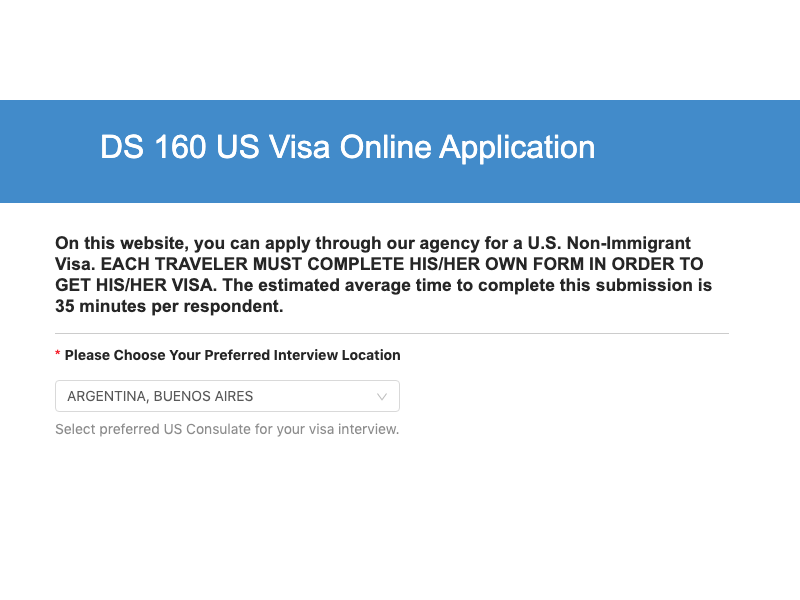 DS 160 US Visa Online Application
On this website, you can apply through our agency for a U.S. Non-Immigrant
Visa. EACH TRAVELER MUST COMPLETE HIS/HER OWN FORM IN ORDER TO
GET HIS/HER VISA. The estimated average time to complete this submission is
35 minutes per respondent.
* Please Choose Your Preferred Interview Location
ARGENTINA, BUENOS AIRES
Select preferred US Consulate for your visa interview.